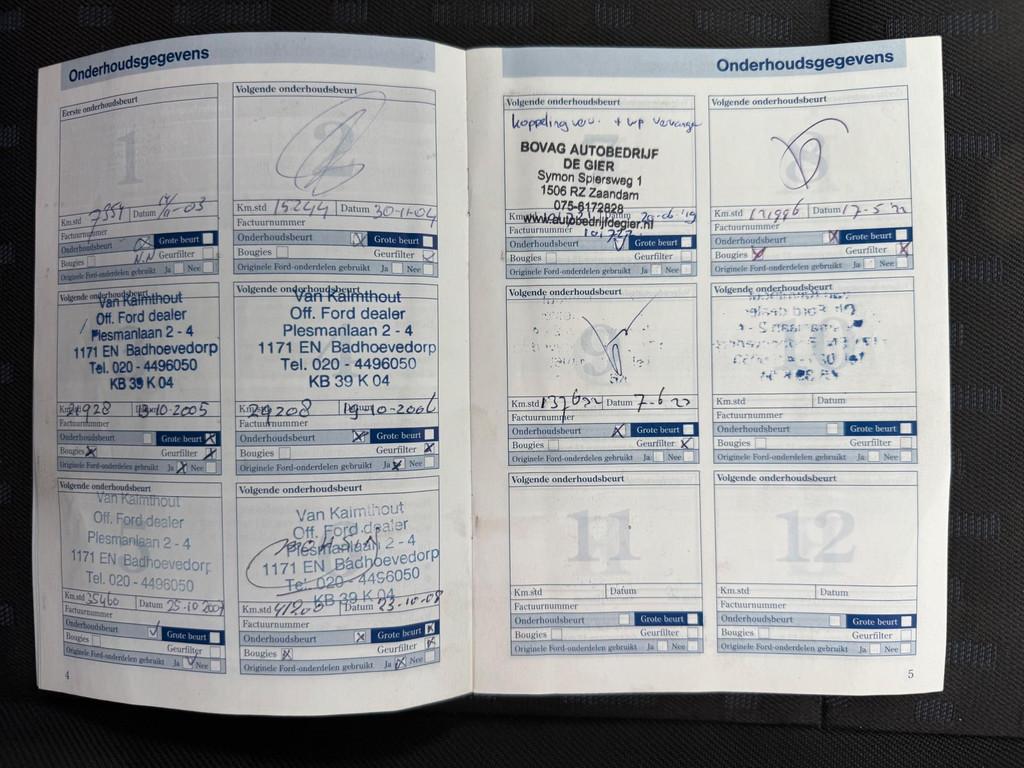 Onderhoudsgegevens
Eerste onderhoudsbeurt
1
Km.std 7954 Datum 14/11-03
Factuurnummer
Onderhoudsbeurt Grote beurt
Bougies N.N Geurfilter
Originele Ford-onderdelen gebruikt Ja Nee
Volgende onderhoudsbeurt
2
Km.std 15244 Datum 30-11-04
Factuurnummer
Onderhoudsbeurt Grote beurt
Bougies Geurfilter
Originele Ford-onderdelen gebruikt Ja Nee
Volgende onderhoudsbeurt
Van Kalmthout
Off. Ford dealer
Plesmanlaan 2 - 4
1171 EN Badhoevedorp
Tel. 020 - 4496050
KB 39 K 04
21928 13-10-2005
Factuurnummer
Onderhoudsbeurt Grote beurt
Bougies Geurfilter
Originele Ford-onderdelen gebruikt Ja Nee
Volgende onderhoudsbeurt
Van Kalmthout
Off. Ford dealer
Plesmanlaan 2 - 4
1171 EN Badhoevedorp
Tel. 020 - 4496050
KB 39 K 04
29208 19-10-2006
Factuurnummer
Onderhoudsbeurt Grote beurt
Bougies Geurfilter
Originele Ford-onderdelen gebruikt Ja Nee
Volgende onderhoudsbeurt
Van Kalmthout
Off. Ford dealer
Plesmanlaan 2 - 4
1171 EN Badhoevedorp
Tel. 020 - 4496050
Km.std 35460 Datum 25-10-2007
Factuurnummer
Onderhoudsbeurt Grote beurt
Bougies Geurfilter
Originele Ford-onderdelen gebruikt Ja Nee
Volgende onderhoudsbeurt
Van Kalmthout
Off. Ford dealer
Plesmanlaan 2 - 4
1171 EN Badhoevedorp
Tel. 020 - 4496050
KB 39 K 04
Km.std 41205 Datum 23-10-08
Factuurnummer
Onderhoudsbeurt Grote beurt
Bougies Geurfilter
Originele Ford-onderdelen gebruikt Ja Nee
4
Onderhoudsgegevens
Volgende onderhoudsbeurt
koppeling verv. + wp vervangen
BOVAG AUTOBEDRIJF
DE GIER
Symon Spiersweg 1
1506 RZ Zaandam
075-6172828
www.autobedrijfdegier.nl
Km.std Datum 20-06-'19
Factuurnummer
Onderhoudsbeurt Grote beurt
Bougies Geurfilter
Originele Ford-onderdelen gebruikt Ja Nee
Volgende onderhoudsbeurt
8
Km.std 121996 Datum 17-5-22
Factuurnummer
Onderhoudsbeurt Grote beurt
Bougies Geurfilter
Originele Ford-onderdelen gebruikt Ja Nee
Volgende onderhoudsbeurt
9
Km.std Datum 7-6-23
Factuurnummer
Onderhoudsbeurt Grote beurt
Bougies Geurfilter
Originele Ford-onderdelen gebruikt Ja Nee
Volgende onderhoudsbeurt
10
Km.std Datum
Factuurnummer
Onderhoudsbeurt Grote beurt
Bougies Geurfilter
Originele Ford-onderdelen gebruikt Ja Nee
Volgende onderhoudsbeurt
11
Km.std Datum
Factuurnummer
Onderhoudsbeurt Grote beurt
Bougies Geurfilter
Originele Ford-onderdelen gebruikt Ja Nee
Volgende onderhoudsbeurt
12
Km.std Datum
Factuurnummer
Onderhoudsbeurt Grote beurt
Bougies Geurfilter
Originele Ford-onderdelen gebruikt Ja Nee
5